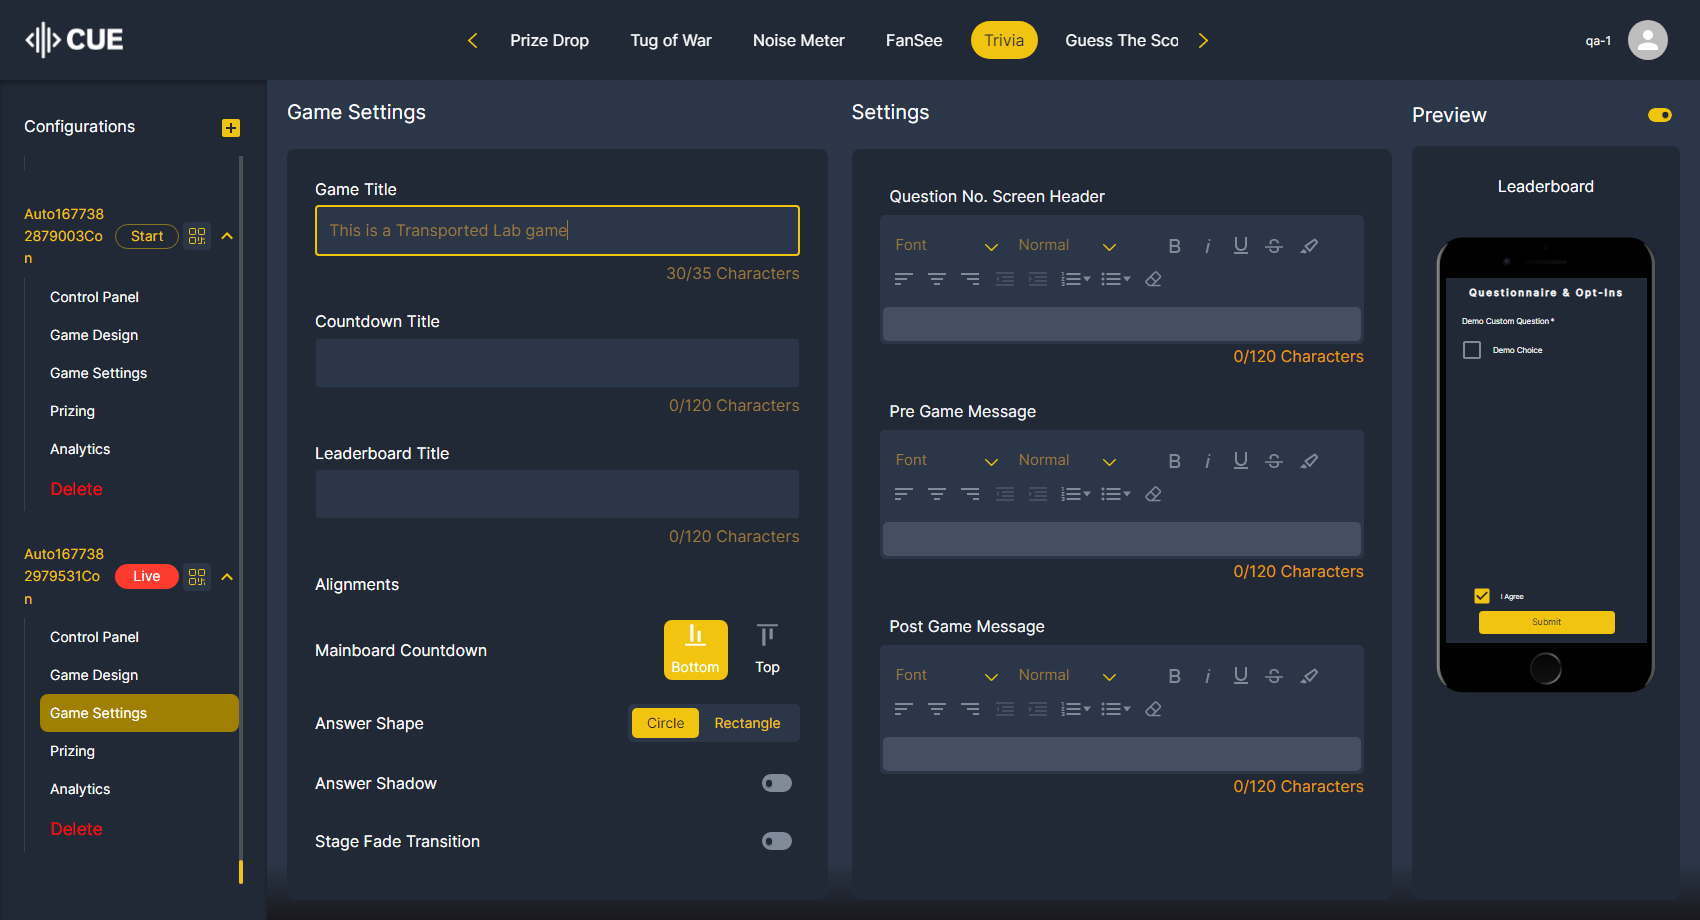 CUE
Prize Drop
Tug of War
Noise Meter
FanSee
Trivia
Guess The Sco
qa-1
Configurations
Auto167738
2879003Co
n
Start
Control Panel
Game Design
Game Settings
Prizing
Analytics
Delete
Auto167738
2979531Co
n
Live
Control Panel
Game Design
Game Settings
Prizing
Analytics
Delete
Game Settings
Game Title
This is a Transported Lab game
30/35 Characters
Countdown Title
0/120 Characters
Leaderboard Title
0/120 Characters
Alignments
Mainboard Countdown
Bottom
Top
Answer Shape
Circle
Rectangle
Answer Shadow
Stage Fade Transition
Settings
Question No. Screen Header
Font
Normal
B i U S
0/120 Characters
Pre Game Message
Font
Normal
B i U S
0/120 Characters
Post Game Message
Font
Normal
B i U S
0/120 Characters
Preview
Leaderboard
Questionnaire & Opt-Ins
Demo Custom Question *
Demo Choice
I Agree
Submit